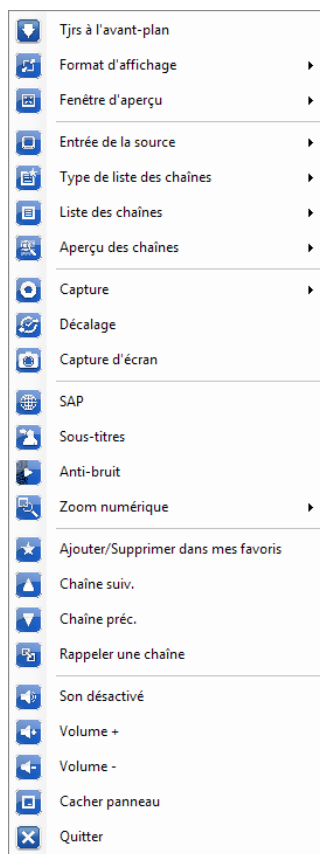 Tjrs à l'avant-plan
Format d'affichage
Fenêtre d'aperçu
Entrée de la source
Type de liste des chaînes
Liste des chaînes
Aperçu des chaînes
Capture
Décalage
Capture d'écran
SAP
Sous-titres
Anti-bruit
Zoom numérique
Ajouter/Supprimer dans mes favoris
Chaîne suiv.
Chaîne préc.
Rappeler une chaîne
Son désactivé
Volume +
Volume -
Cacher panneau
Quitter